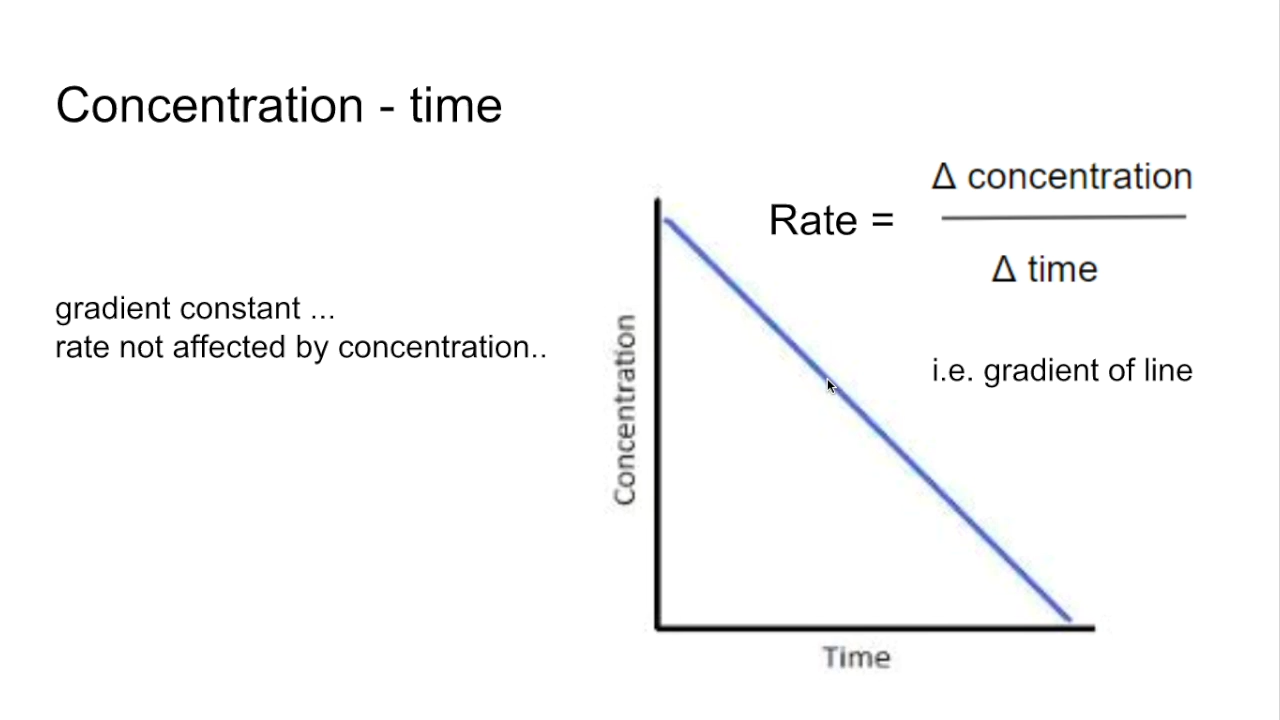 Concentration - time
Δ concentration
Rate =
Δ time
gradient constant ...
rate not affected by concentration..
i.e. gradient of line
Concentration
Time